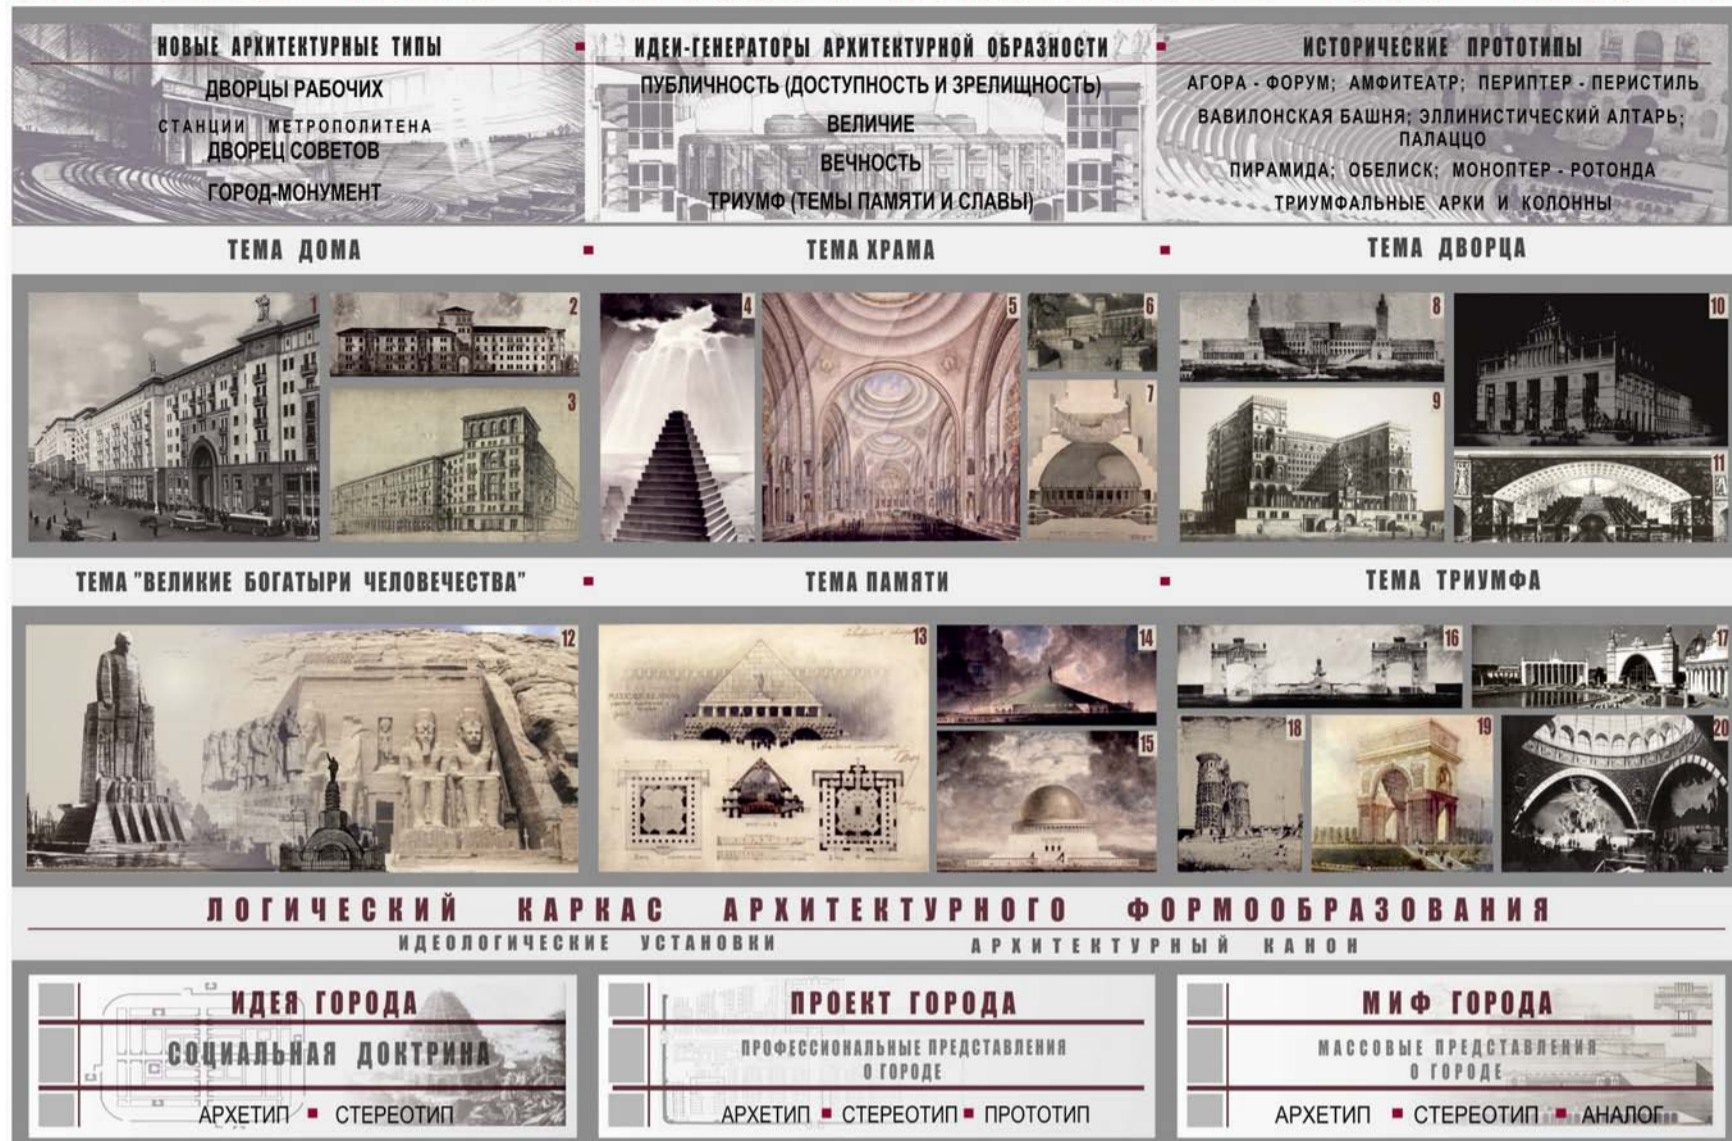 НОВЫЕ АРХИТЕКТУРНЫЕ ТИПЫ
ДВОРЦЫ РАБОЧИХ
СТАНЦИИ МЕТРОПОЛИТЕНА
ДВОРЕЦ СОВЕТОВ
ГОРОД-МОНУМЕНТ
ИДЕИ-ГЕНЕРАТОРЫ АРХИТЕКТУРНОЙ ОБРАЗНОСТИ
ПУБЛИЧНОСТЬ (ДОСТУПНОСТЬ И ЗРЕЛИЩНОСТЬ)
ВЕЛИЧИЕ
ВЕЧНОСТЬ
ТРИУМФ (ТЕМЫ ПАМЯТИ И СЛАВЫ)
ИСТОРИЧЕСКИЕ ПРОТОТИПЫ
АГОРА - ФОРУМ; АМФИТЕАТР; ПЕРИПТЕР - ПЕРИСТИЛЬ
ВАВИЛОНСКАЯ БАШНЯ; ЭЛЛИНИСТИЧЕСКИЙ АЛТАРЬ;
ПАЛАЦЦО
ПИРАМИДА; ОБЕЛИСК; МОНОПТЕР - РОТОНДА
ТРИУМФАЛЬНЫЕ АРКИ И КОЛОННЫ
ТЕМА ДОМА
ТЕМА ХРАМА
ТЕМА ДВОРЦА
1
2
3
4
5
6
7
8
9
10
11
ТЕМА "ВЕЛИКИЕ БОГАТЫРИ ЧЕЛОВЕЧЕСТВА"
ТЕМА ПАМЯТИ
ТЕМА ТРИУМФА
12
13
14
15
16
17
18
19
20
ЛОГИЧЕСКИЙ КАРКАС АРХИТЕКТУРНОГО ФОРМООБРАЗОВАНИЯ
ИДЕОЛОГИЧЕСКИЕ УСТАНОВКИ
АРХИТЕКТУРНЫЙ КАНОН
ИДЕЯ ГОРОДА
СОЦИАЛЬНАЯ ДОКТРИНА
АРХЕТИП ▪ СТЕРЕОТИП
ПРОЕКТ ГОРОДА
ПРОФЕССИОНАЛЬНЫЕ ПРЕДСТАВЛЕНИЯ
О ГОРОДЕ
АРХЕТИП ▪ СТЕРЕОТИП ▪ ПРОТОТИП
МИФ ГОРОДА
МАССОВЫЕ ПРЕДСТАВЛЕНИЯ
О ГОРОДЕ
АРХЕТИП ▪ СТЕРЕОТИП ▪ АНАЛОГ